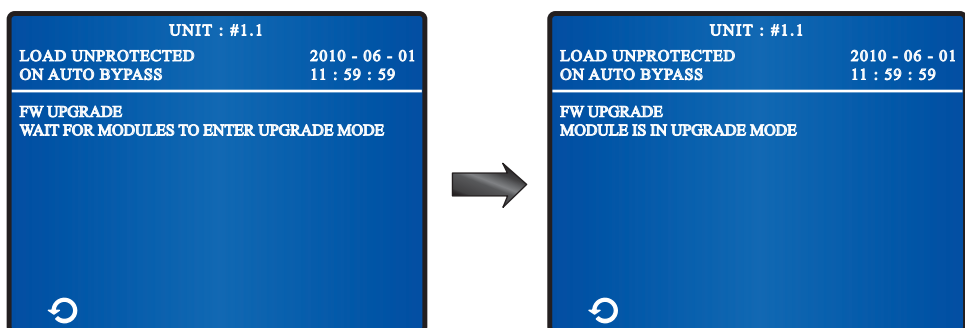 UNIT : #1.1
LOAD UNPROTECTED 2010 - 06 - 01
ON AUTO BYPASS 11 : 59 : 59
FW UPGRADE
WAIT FOR MODULES TO ENTER UPGRADE MODE
UNIT : #1.1
LOAD UNPROTECTED 2010 - 06 - 01
ON AUTO BYPASS 11 : 59 : 59
FW UPGRADE
MODULE IS IN UPGRADE MODE